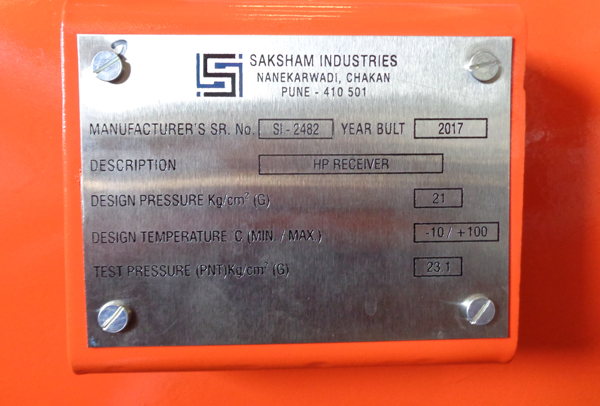 SAKSHAM INDUSTRIES
NANEKARWADI, CHAKAN
PUNE - 410 501
MANUFACTURER'S SR. No. SI - 2482 YEAR BULT 2017
DESCRIPTION HP RECEIVER
DESIGN PRESSURE Kg/cm² (G) 21
DESIGN TEMPERATURE °C (MIN. / MAX.) -10 / +100
TEST PRESSURE (PNT)Kg/cm² (G) 23.1